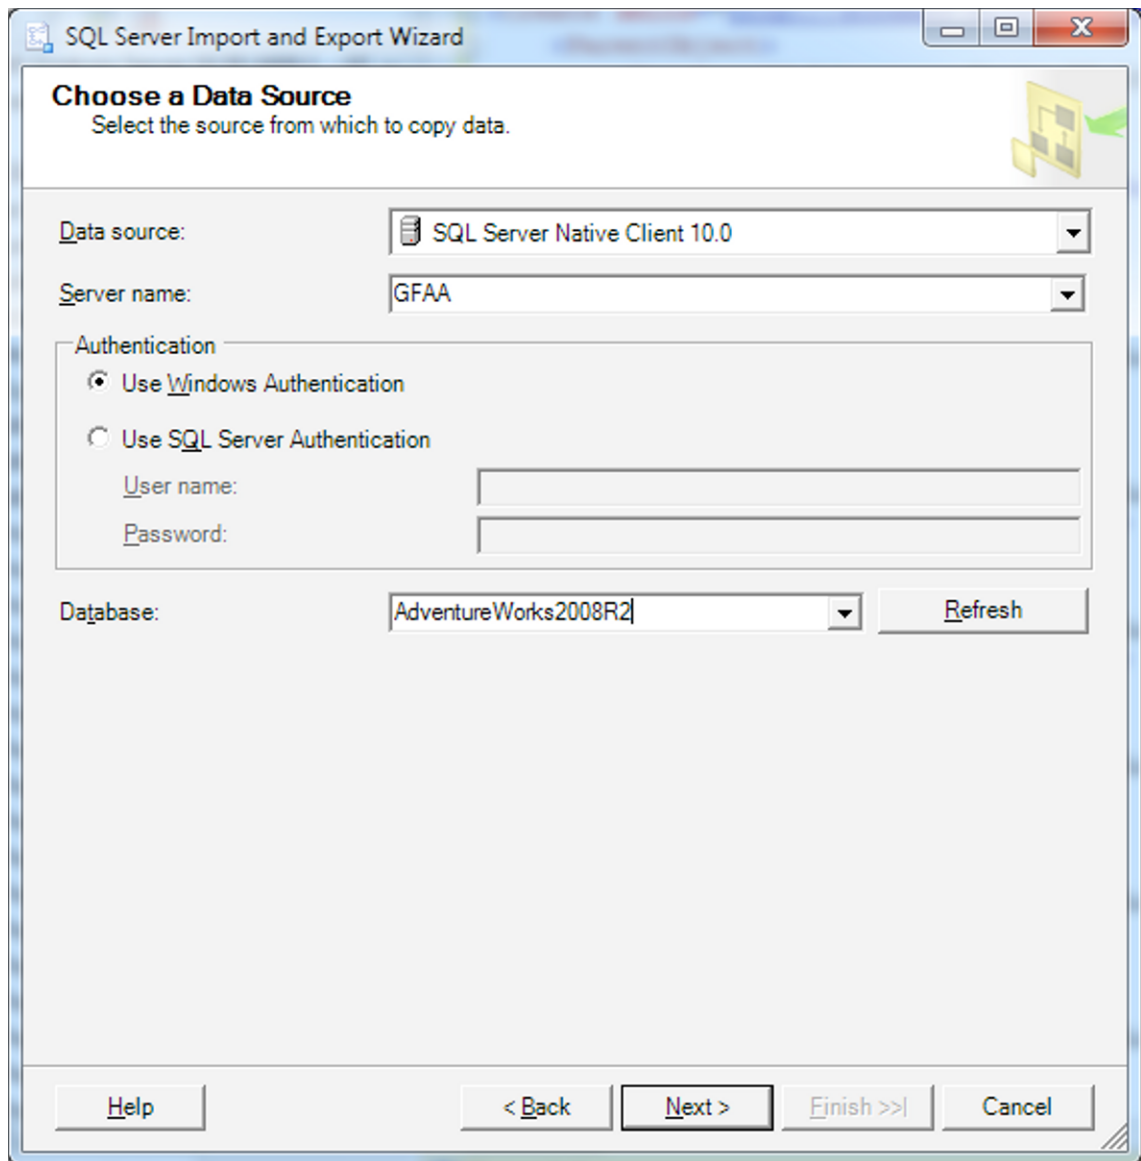 SQL Server Import and Export Wizard
Choose a Data Source
Select the source from which to copy data.
Data source: SQL Server Native Client 10.0
Server name: GFAA
Authentication
Use Windows Authentication
Use SQL Server Authentication
User name:
Password:
Database: AdventureWorks2008R2 Refresh
Help < Back Next > Finish >>| Cancel